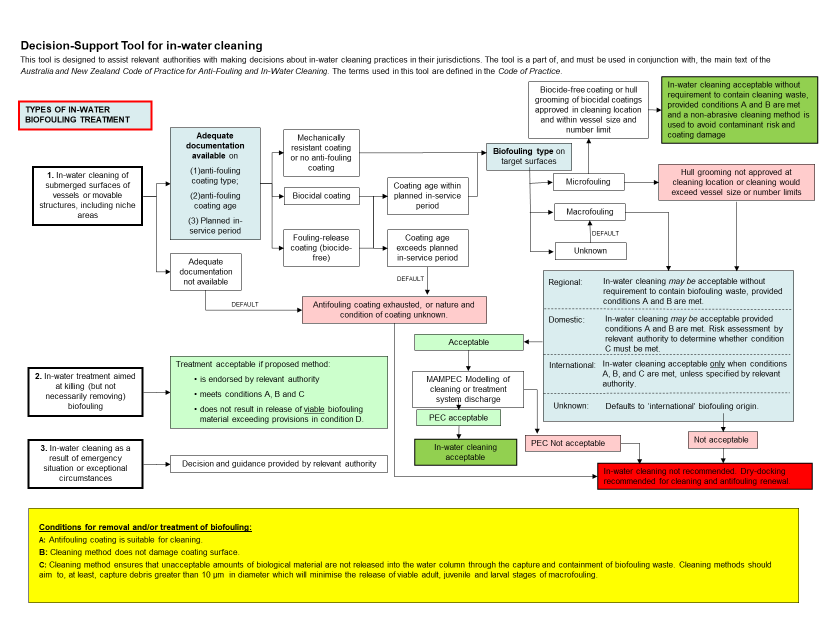 Decision-Support Tool for in-water cleaning
This tool is designed to assist relevant authorities with making decisions about in-water cleaning practices in their jurisdictions. The tool is a part of, and must be used in conjunction with, the main text of the
Australia and New Zealand Code of Practice for Anti-Fouling and In-Water Cleaning. The terms used in this tool are defined in the Code of Practice.
TYPES OF IN-WATER
BIOFOULING TREATMENT
1. In-water cleaning of
submerged surfaces of
vessels or movable
structures, including niche
areas
Adequate
documentation
available on
(1)anti-fouling
coating type;
(2)anti-fouling
coating age
(3) Planned in-
service period
Adequate
documentation
not available
DEFAULT
Mechanically
resistant coating
or no anti-fouling
coating
Biocidal coating
Fouling-release
coating (biocide-
free)
Coating age within
planned in-service
period
Coating age
exceeds planned
in-service period
DEFAULT
Antifouling coating exhausted, or nature and
condition of coating unknown.
Biofouling type on
target surfaces
Biocide-free coating or hull
grooming of biocidal coatings
approved in cleaning location
and within vessel size and
number limit
In-water cleaning acceptable without
requirement to contain cleaning waste,
provided conditions A and B are met
and a non-abrasive cleaning method is
used to avoid contaminant risk and
coating damage
Microfouling
Hull grooming not approved at
cleaning location or cleaning would
exceed vessel size or number limits
Macrofouling
DEFAULT
Unknown
Regional: In-water cleaning may be acceptable without
requirement to contain biofouling waste, provided
conditions A and B are met.
Domestic: In-water cleaning may be acceptable provided
conditions A and B are met. Risk assessment by
relevant authority to determine whether condition
C must be met.
International: In-water cleaning acceptable only when conditions
A, B, and C are met, unless specified by relevant
authority.
Unknown: Defaults to 'international' biofouling origin.
Acceptable
MAMPEC Modelling of
cleaning or treatment
system discharge
PEC acceptable
In-water cleaning
acceptable
PEC Not acceptable
Not acceptable
In-water cleaning not recommended. Dry-docking
recommended for cleaning and antifouling renewal.
2. In-water treatment aimed
at killing (but not
necessarily removing)
biofouling
Treatment acceptable if proposed method:
• is endorsed by relevant authority
• meets conditions A, B and C
• does not result in release of viable biofouling
material exceeding provisions in condition D.
3. In-water cleaning as a
result of emergency
situation or exceptional
circumstances
Decision and guidance provided by relevant authority
Conditions for removal and/or treatment of biofouling:
A: Antifouling coating is suitable for cleaning.
B: Cleaning method does not damage coating surface.
C: Cleaning method ensures that unacceptable amounts of biological material are not released into the water column through the capture and containment of biofouling waste. Cleaning methods should
aim to, at least, capture debris greater than 10 µm in diameter which will minimise the release of viable adult, juvenile and larval stages of macrofouling.